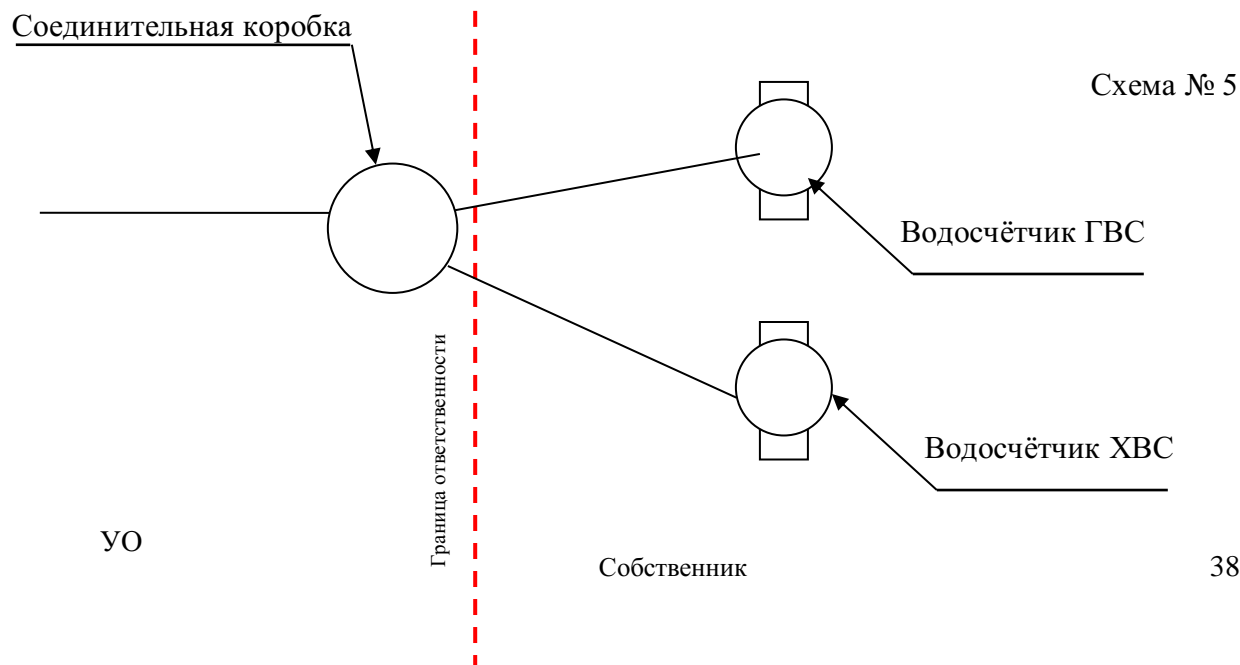 Соединительная коробка
Схема № 5
Водосчётчик ГВС
Граница ответственности
Водосчётчик ХВС
УО
Собственник
38